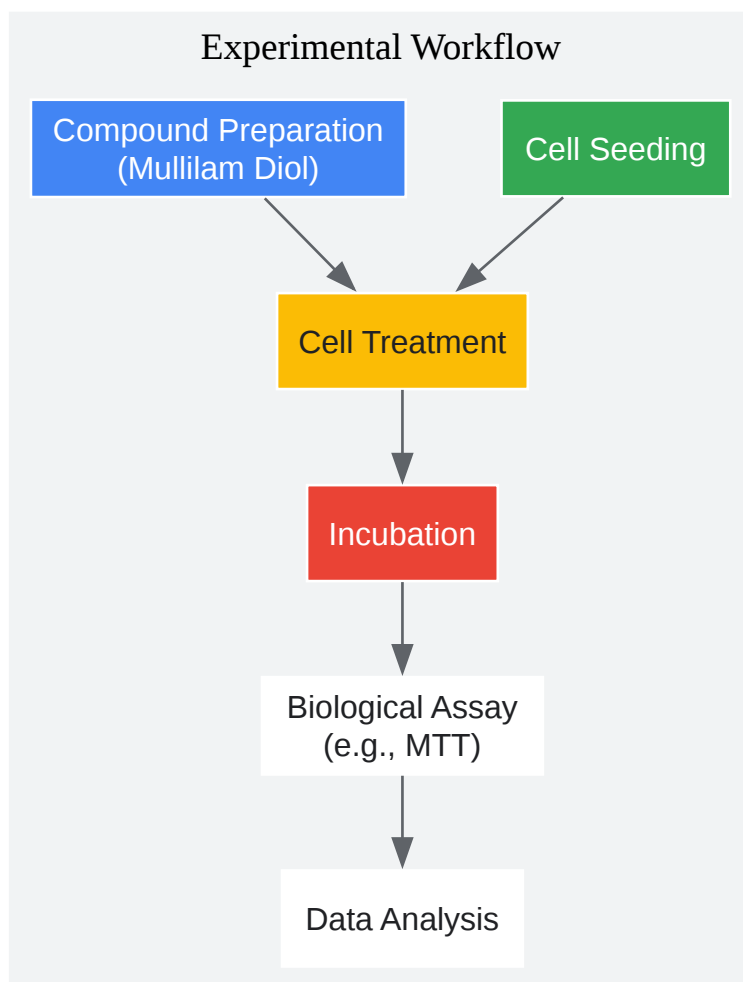 Experimental Workflow
Compound Preparation
(Mullilam Diol)
Cell Seeding
Cell Treatment
Incubation
Biological Assay
(e.g., MTT)
Data Analysis